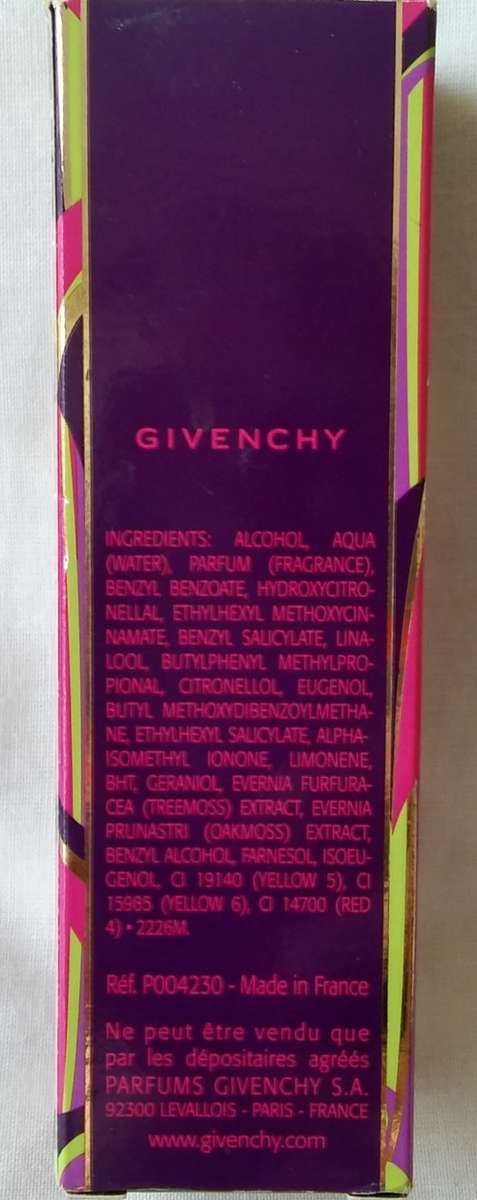 GIVENCHY
INGREDIENTS: ALCOHOL, AQUA
(WATER), PARFUM (FRAGRANCE),
BENZYL BENZOATE, HYDROXYCITRO-
NELLAL, ETHYLHEXYL METHOXYCIN-
NAMATE, BENZYL SALICYLATE, LINA-
LOOL, BUTYLPHENYL METHYLPRO-
PIONAL, CITRONELLOL, EUGENOL,
BUTYL METHOXYDIBENZOYLMETHA-
NE, ETHYLHEXYL SALICYLATE, ALPHA-
ISOMETHYL IONONE, LIMONENE,
BHT, GERANIOL, EVERNIA FURFURA-
CEA (TREEMOSS) EXTRACT, EVERNIA
PRUNASTRI (OAKMOSS) EXTRACT,
BENZYL ALCOHOL, FARNESOL, ISOEU-
GENOL, CI 19140 (YELLOW 5), CI
15985 (YELLOW 6), CI 14700 (RED
4) • 2226M.
Réf. P004230 - Made in France
Ne peut être vendu que
par les dépositaires agréés
PARFUMS GIVENCHY S.A.
92300 LEVALLOIS - PARIS - FRANCE
www.givenchy.com